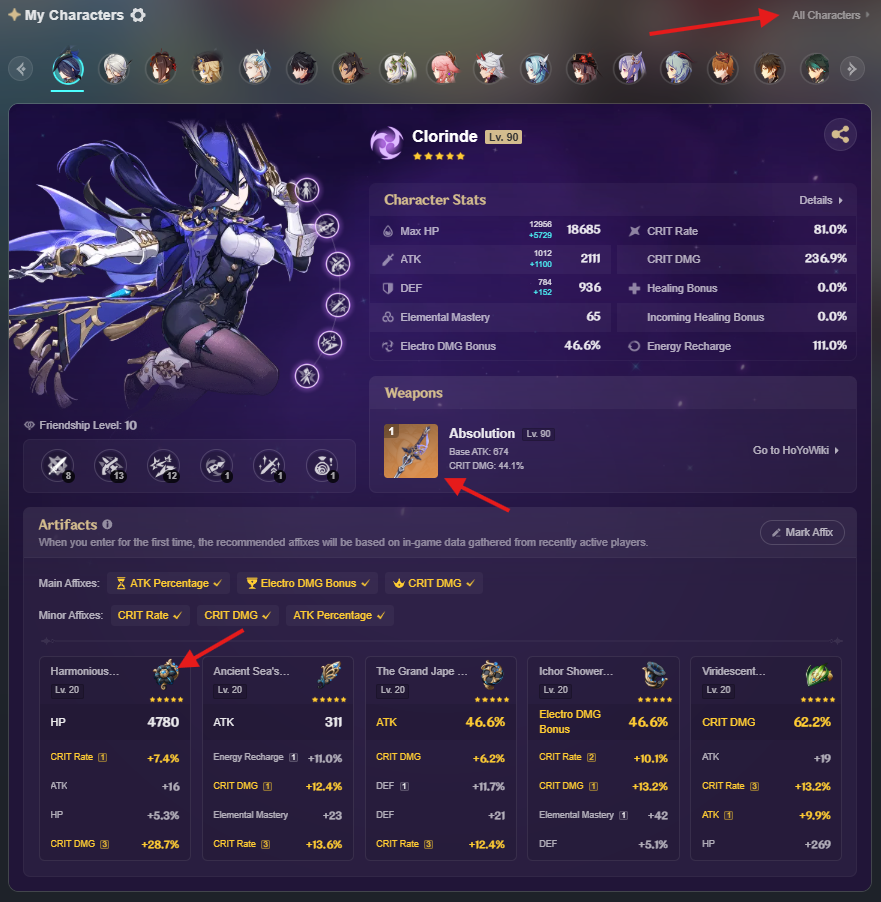 My Characters
All Characters
Clorinde Lv. 90
Character Stats
Details
Max HP 12956 +5729 18685
CRIT Rate 81.0%
ATK 1012 +1100 2111
CRIT DMG 236.9%
DEF 784 +152 936
Healing Bonus 0.0%
Elemental Mastery 65
Incoming Healing Bonus 0.0%
Electro DMG Bonus 46.6%
Energy Recharge 111.0%
Friendship Level: 10
8 13 12 1 1 1
Weapons
1
Absolution Lv. 90
Base ATK: 674
CRIT DMG: 44.1%
Go to HoYoWiki
Artifacts
When you enter for the first time, the recommended affixes will be based on in-game data gathered from recently active players.
Mark Affix
Main Affixes: ATK Percentage Electro DMG Bonus CRIT DMG
Minor Affixes: CRIT Rate CRIT DMG ATK Percentage
Harmonious...
Lv. 20
HP 4780
CRIT Rate 1 +7.4%
ATK +16
HP +5.3%
CRIT DMG 3 +28.7%
Ancient Sea's...
Lv. 20
ATK 311
Energy Recharge 1 +11.0%
CRIT DMG 1 +12.4%
Elemental Mastery +23
CRIT Rate 3 +13.6%
The Grand Jape ...
Lv. 20
ATK 46.6%
CRIT DMG +6.2%
DEF 1 +11.7%
DEF +21
CRIT Rate 3 +12.4%
Ichor Shower...
Lv. 20
Electro DMG
Bonus 46.6%
CRIT Rate 2 +10.1%
CRIT DMG 1 +13.2%
Elemental Mastery 1 +42
DEF +5.1%
Viridescent...
Lv. 20
CRIT DMG 62.2%
ATK +19
CRIT Rate 3 +13.2%
ATK 1 +9.9%
HP +269